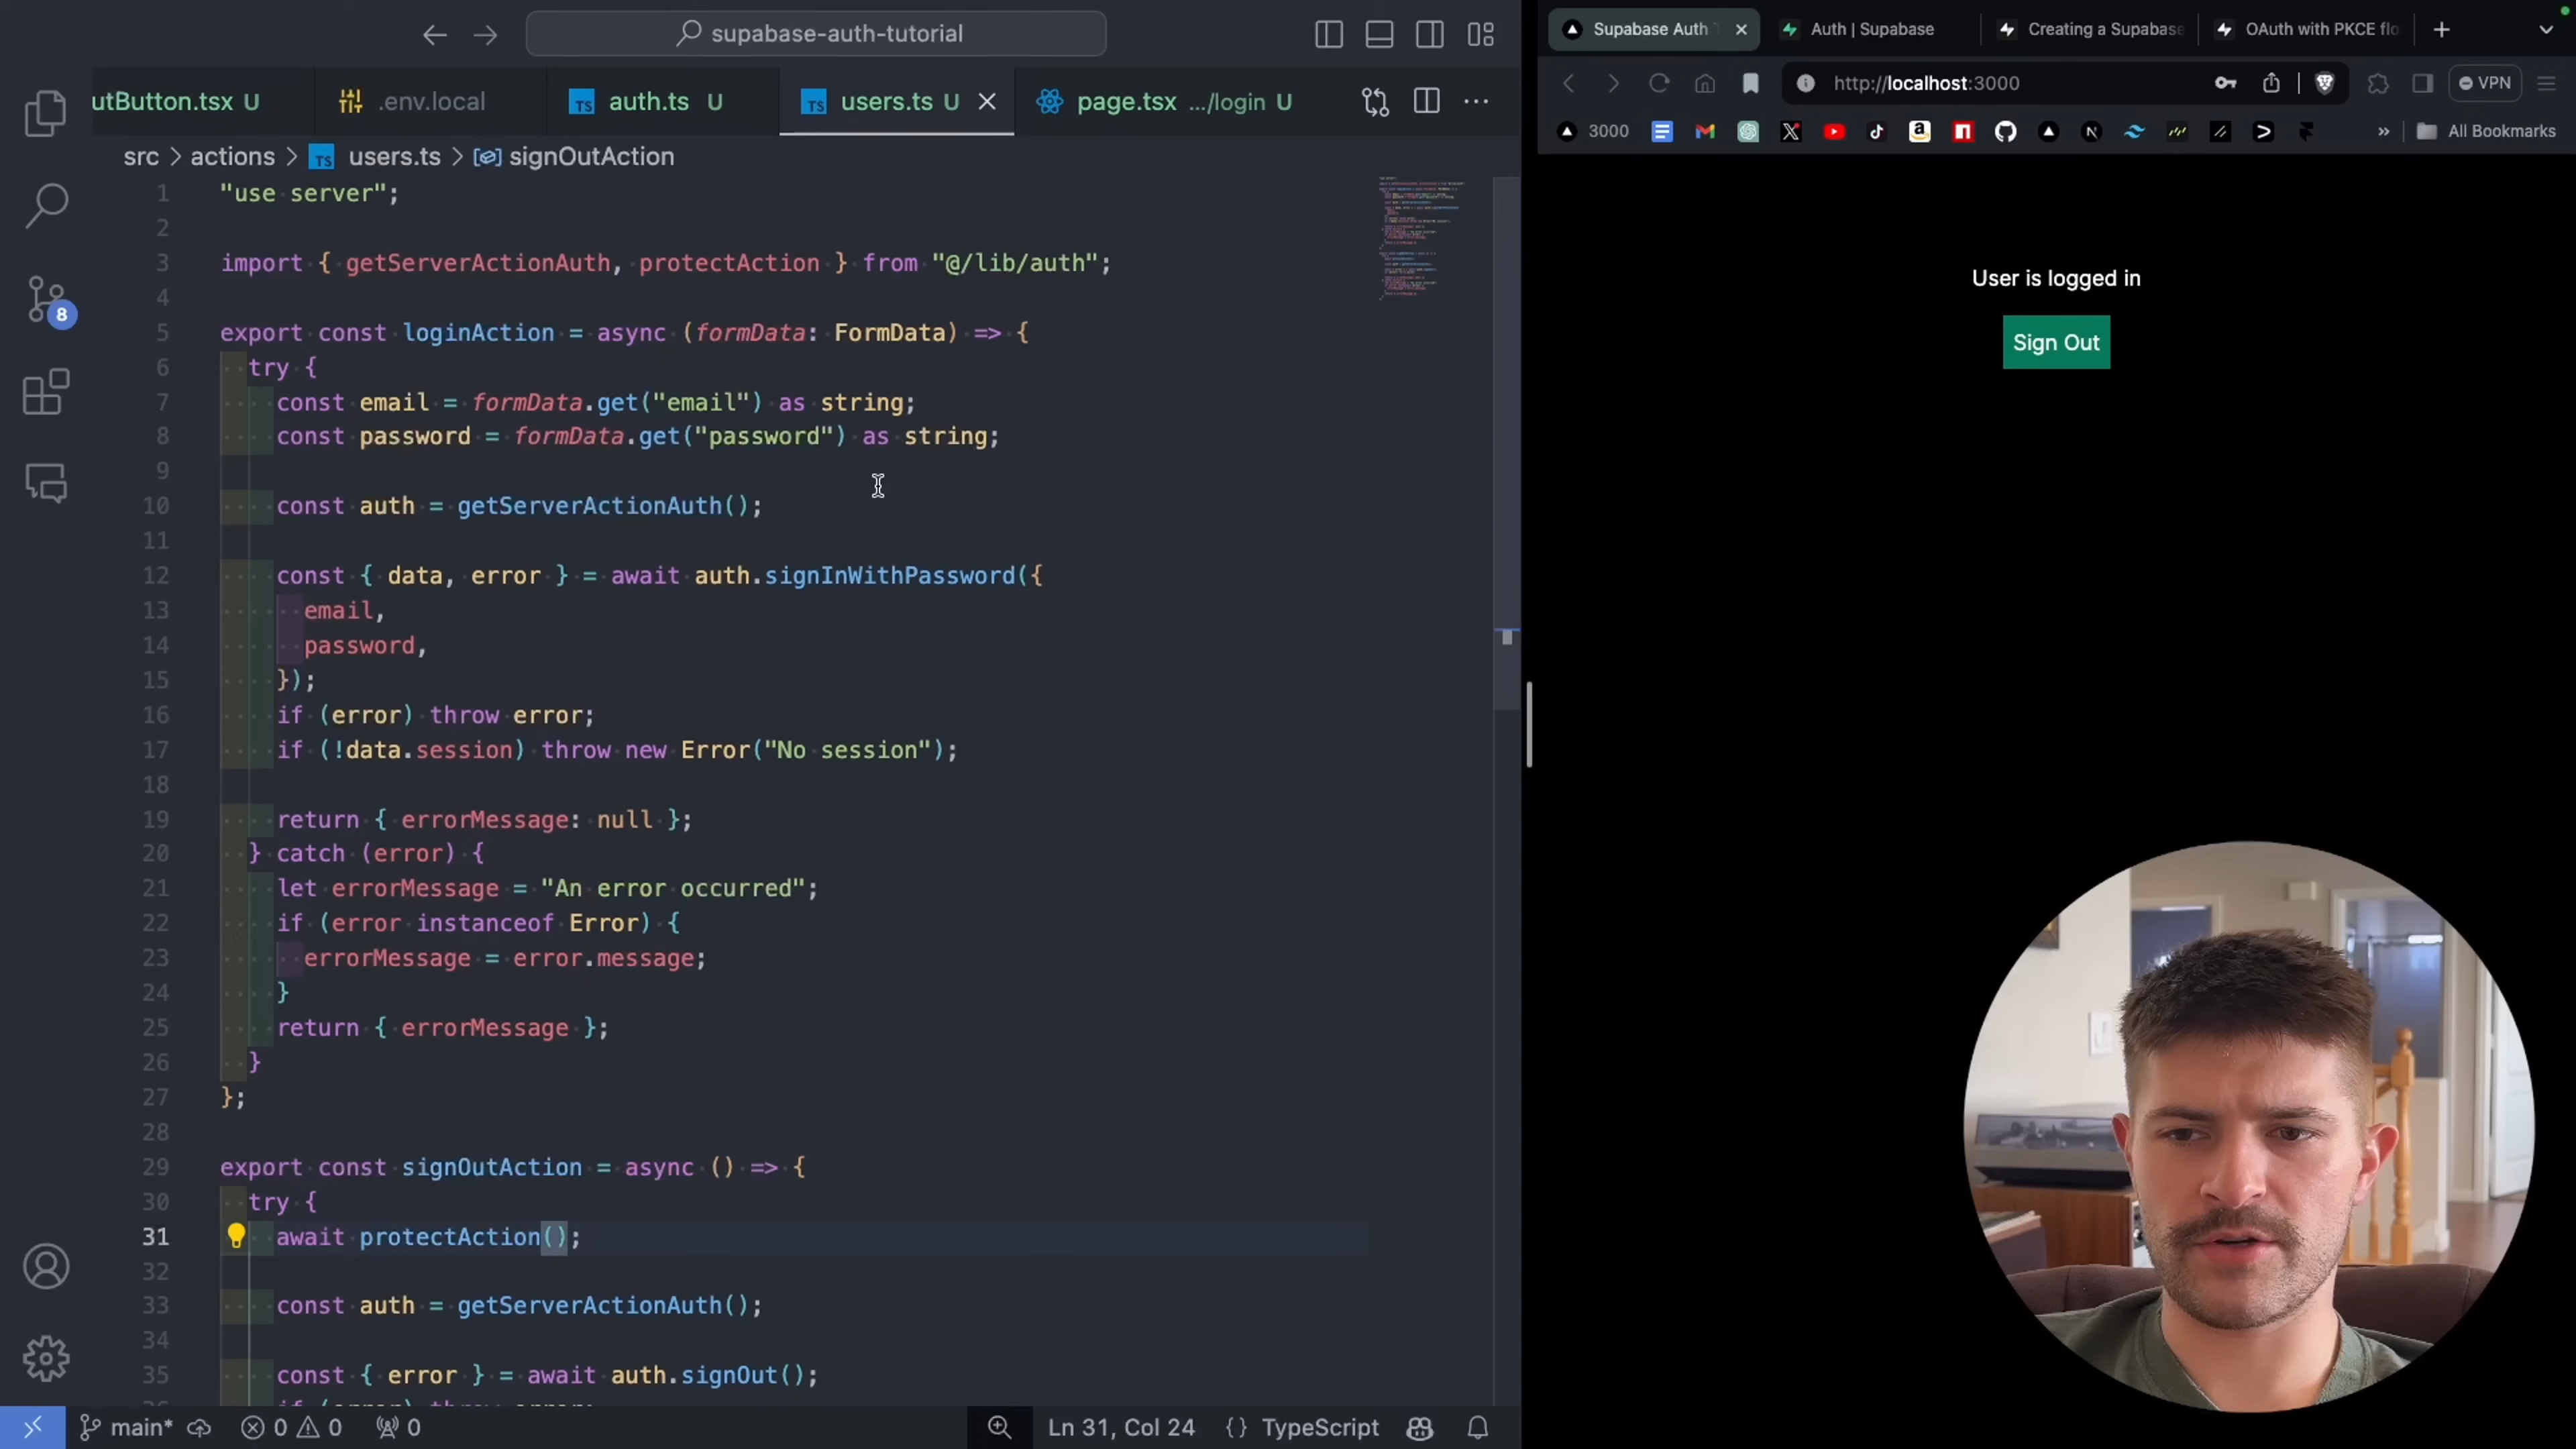 supabase-auth-tutorial
utButton.tsx U
.env.local
TS auth.ts U
TS users.ts U
page.tsx .../login U
src > actions > TS users.ts > signOutAction
1 "use server";
2
3 import { getServerActionAuth, protectAction } from "@/lib/auth";
4
5 export const loginAction = async (formData: FormData) => {
6 try {
7 const email = formData.get("email") as string;
8 const password = formData.get("password") as string;
9
10 const auth = getServerActionAuth();
11
12 const { data, error } = await auth.signInWithPassword({
13 email,
14 password,
15 });
16 if (error) throw error;
17 if (!data.session) throw new Error("No session");
18
19 return { errorMessage: null };
20 } catch (error) {
21 let errorMessage = "An error occurred";
22 if (error instanceof Error) {
23 errorMessage = error.message;
24 }
25 return { errorMessage };
26 }
27 };
28
29 export const signOutAction = async () => {
30 try {
31 await protectAction();
32
33 const auth = getServerActionAuth();
34
35 const { error } = await auth.signOut();
8
main* 0 0 0
Ln 31, Col 24 {} TypeScript
Supabase Auth
Auth | Supabase
Creating a Supabase
OAuth with PKCE flo
http://localhost:3000
VPN
3000
All Bookmarks
User is logged in
Sign Out